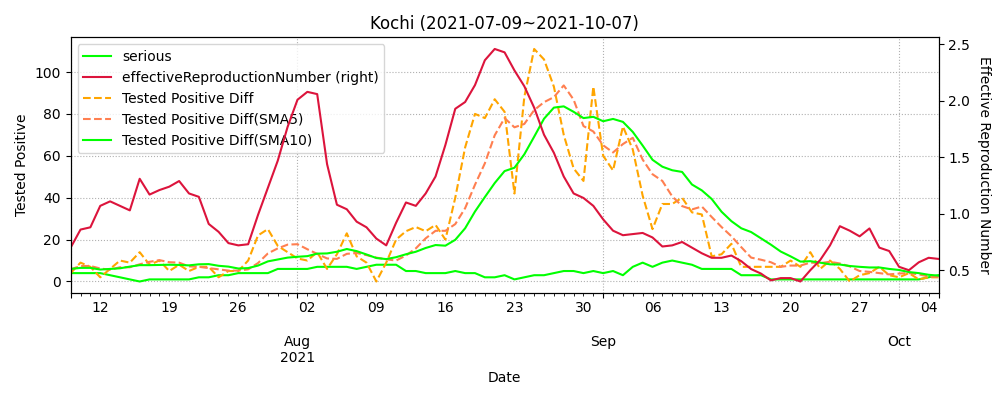 Kochi (2021-07-09~2021-10-07)
serious
effectiveReproductionNumber (right)
Tested Positive Diff
Tested Positive Diff(SMA5)
Tested Positive Diff(SMA10)
Tested Positive
0
20
40
60
80
100
Effective Reproduction Number
0.5
1.0
1.5
2.0
2.5
12 19 26 02 09 16 23 30 06 13 20 27 04
Aug Sep Oct
2021
Date